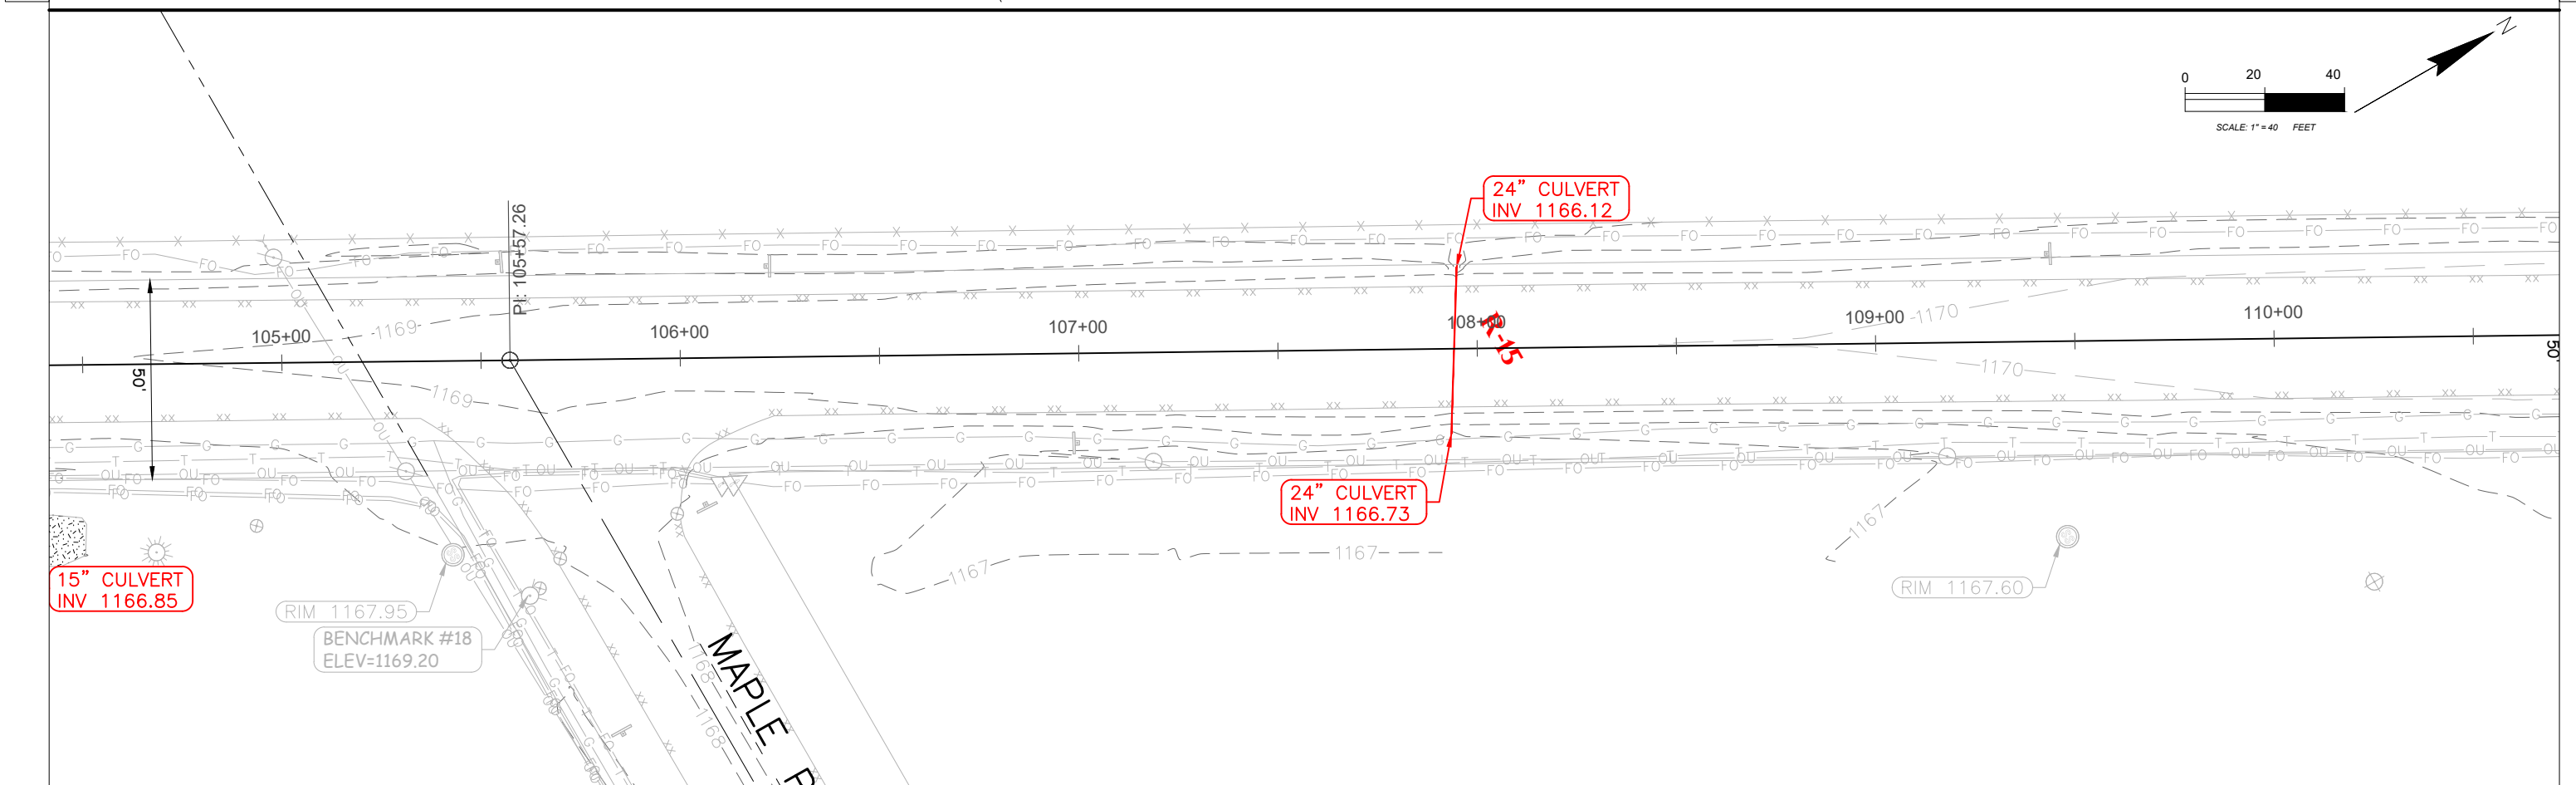 N
0 20 40
SCALE: 1" = 40 FEET
24" CULVERT
INV 1166.12
PI: 105+57.26
105+00
106+00
107+00
108+00
109+00
110+00
R-15
1169
1169
1170
1170
50'
50'
24" CULVERT
INV 1166.73
1167
1167
1167
15" CULVERT
INV 1166.85
RIM 1167.95
BENCHMARK #18
ELEV=1169.20
RIM 1167.60
1168
1168
MAPLE